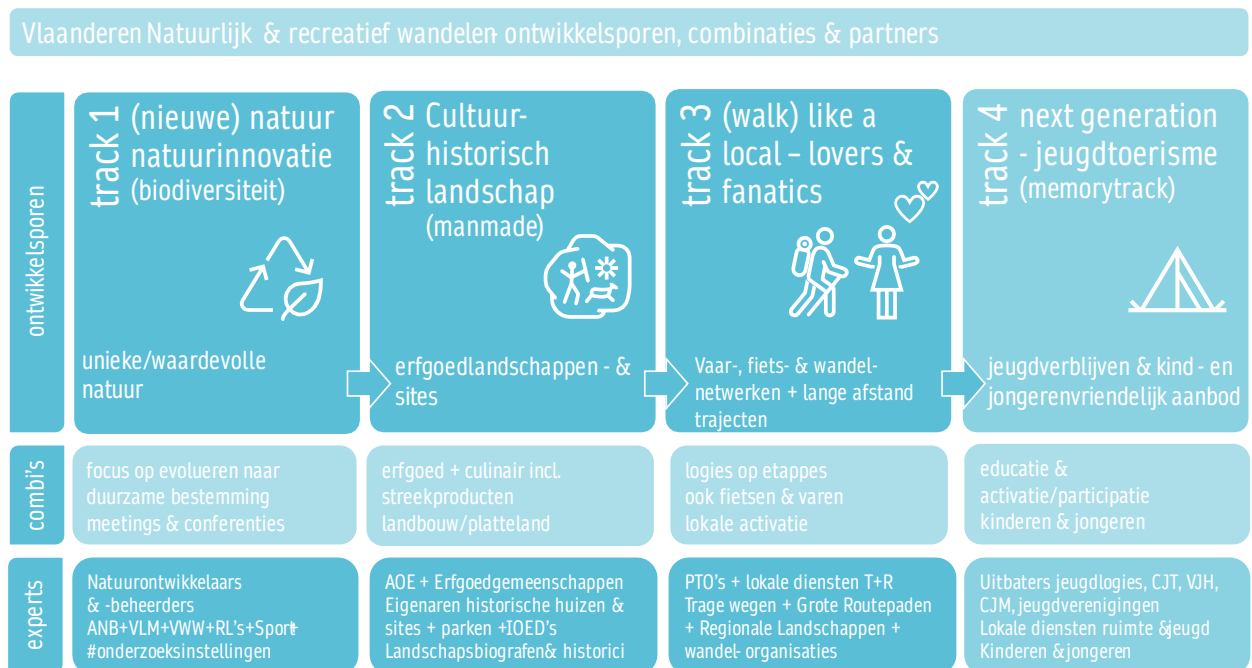 Vlaanderen Natuurlijk & recreatief wandelen- ontwikkelsporen, combinaties & partners
ontwikkelsporen
track 1
(nieuwe) natuur
natuurinnovatie
(biodiversiteit)
unieke/waardevolle
natuur
track 2
Cultuur-
historisch
landschap
(manmade)
erfgoedlandschappen - &
sites
track 3
(walk) like a
local – lovers &
fanatics
Vaar-, fiets- & wandel-
netwerken + lange afstand
trajecten
track 4
next generation
- jeugdtoerisme
(memorytrack)
jeugdverblijven & kind - en
jongerenvriendelijk aanbod
combi's
focus op evolueren naar
duurzame bestemming
meetings & conferenties
erfgoed + culinair incl.
streekproducten
landbouw/platteland
logies op etappes
ook fietsen & varen
lokale activatie
educatie &
activatie/participatie
kinderen & jongeren
experts
Natuurontwikkelaars
& -beheerders
ANB+VLM+VWW+RL's+Sport+
#onderzoeksinstellingen
AOE + Erfgoedgemeenschappen
Eigenaren historische huizen &
sites + parken +IOED's
Landschapsbiografen& historici
PTO's + lokale diensten T+R
Trage wegen + Grote Routepaden
+ Regionale Landschappen +
wandel- organisaties
Uitbaters jeugdlogies, CJT, VJH,
CJM, jeugdverenigingen
Lokale diensten ruimte &jeugd
Kinderen &jongeren